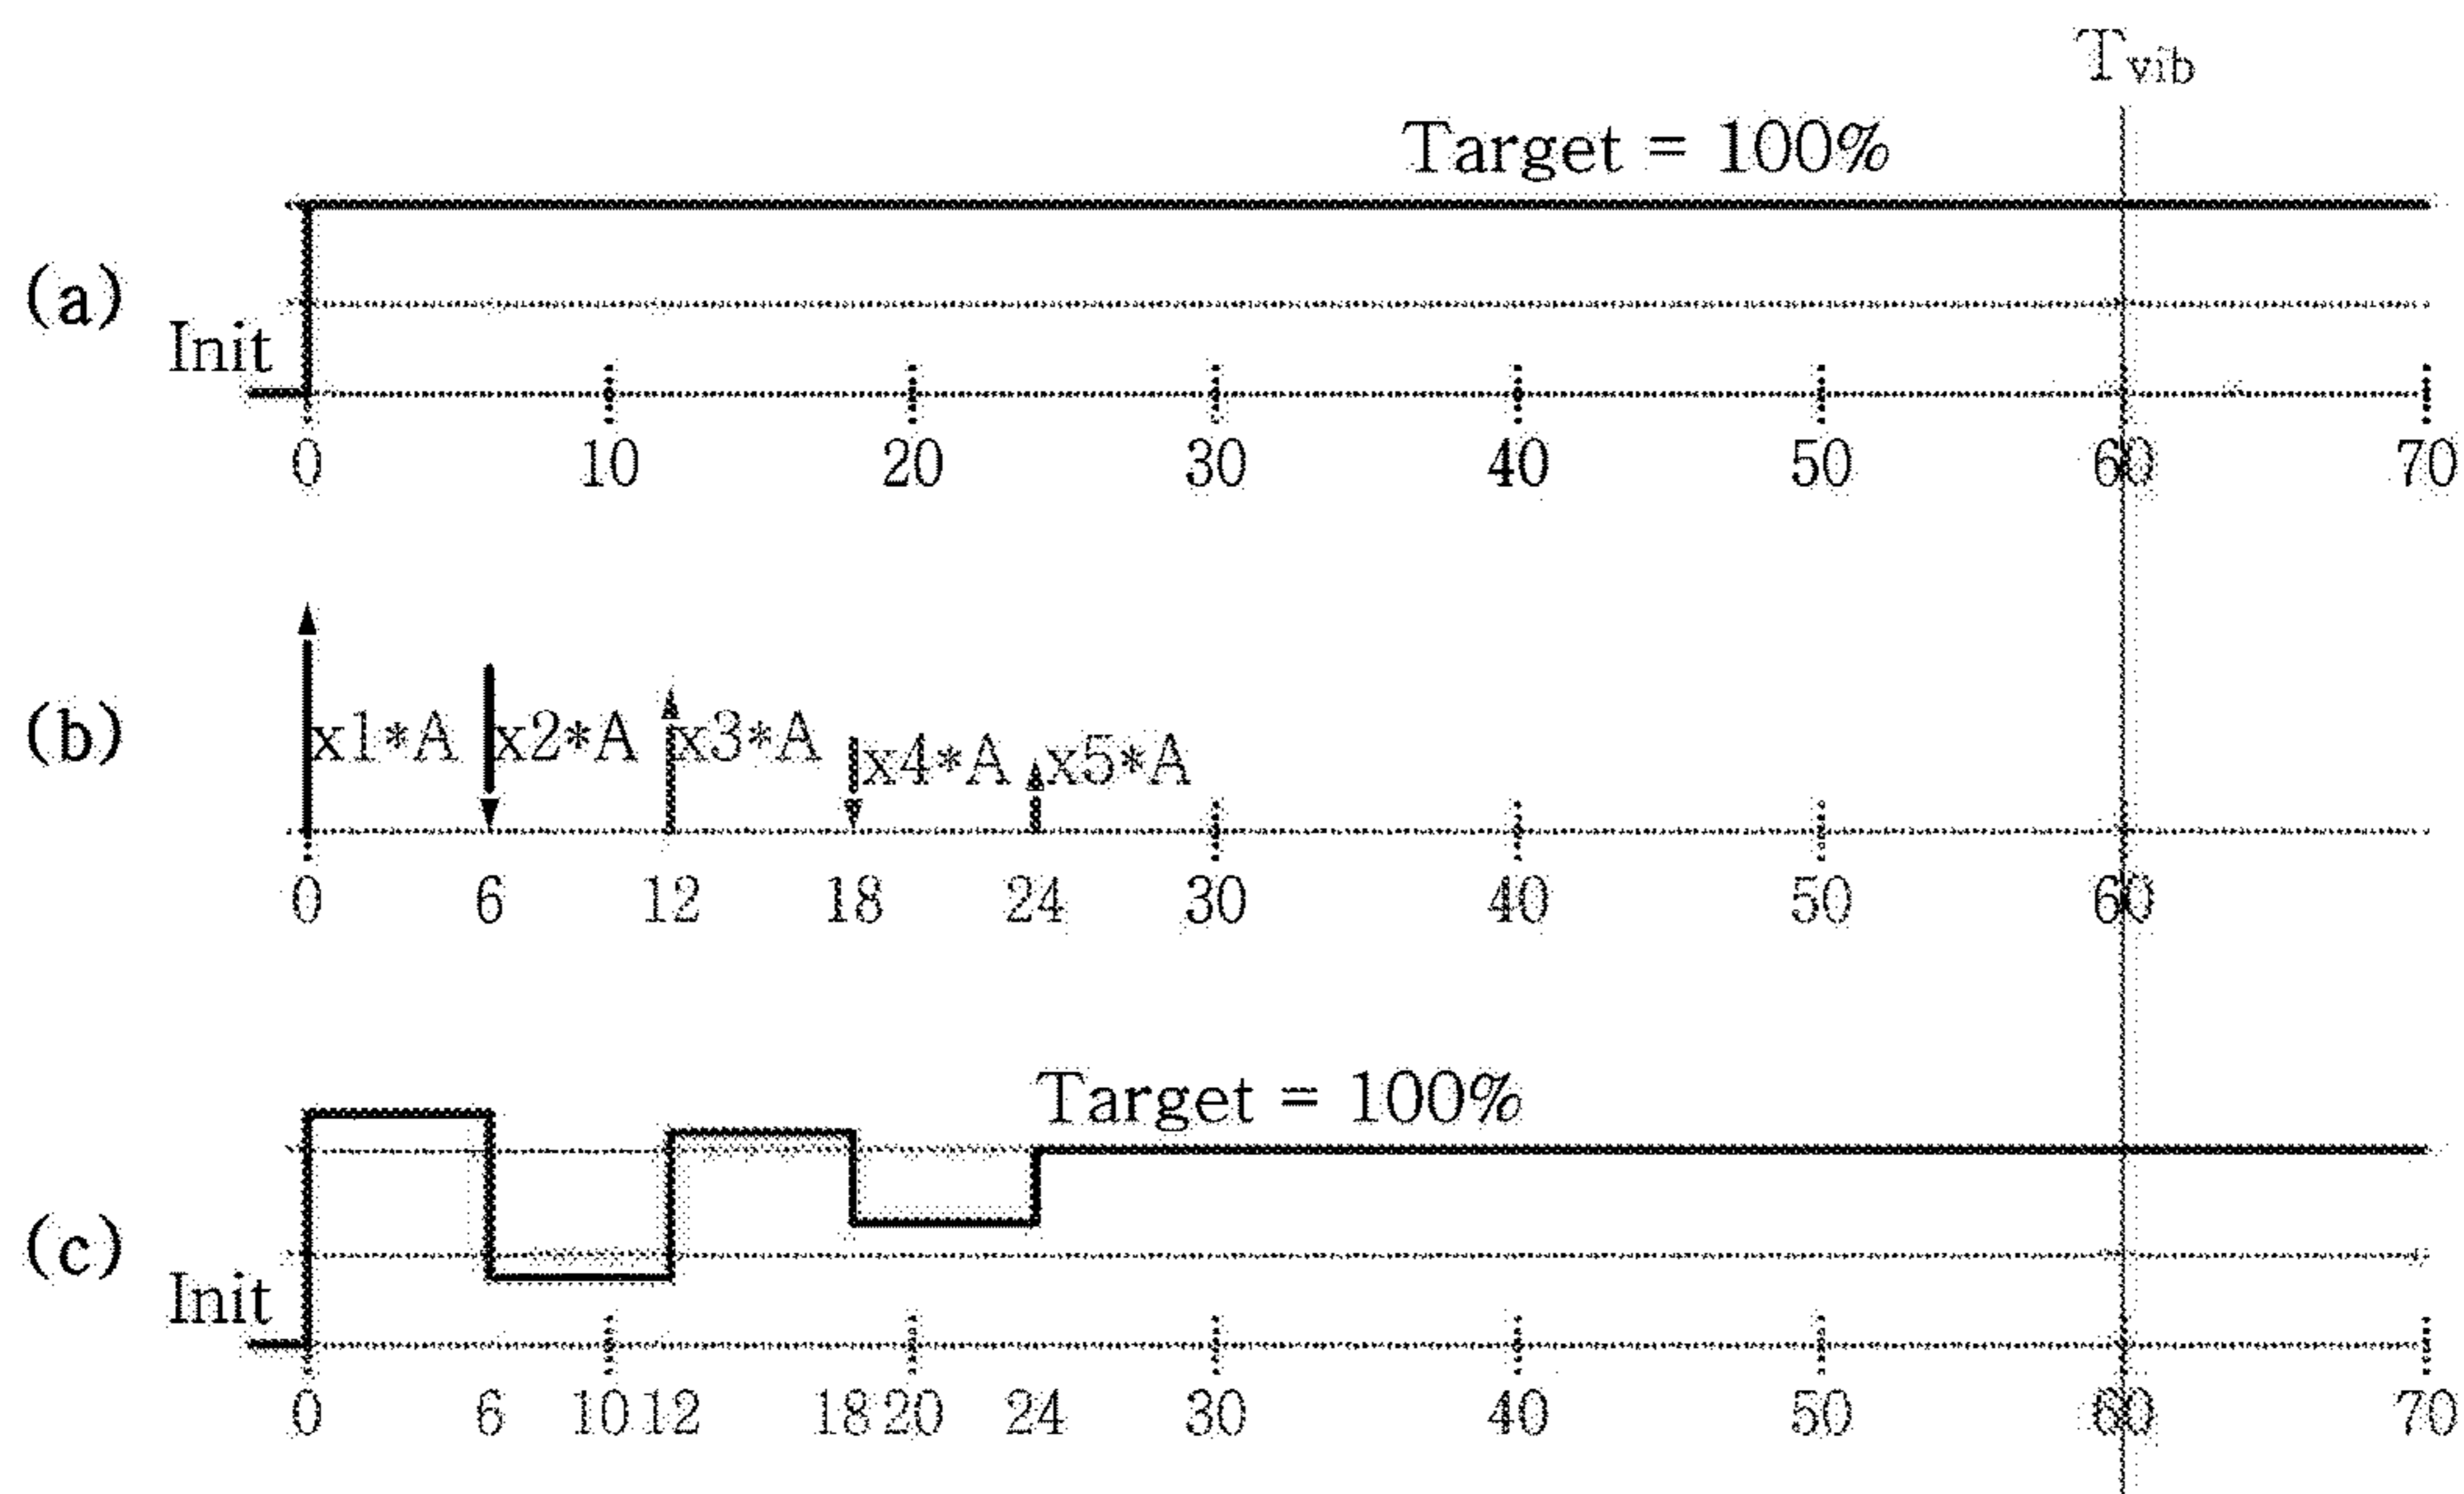 Tvib
Target = 100%
(a)
Init
0 10 20 30 40 50 60 70
(b)
x1*A x2*A x3*A x4*A x5*A
0 6 12 18 24 30 40 50 60
Target = 100%
(c)
Init
0 6 10 12 18 20 24 30 40 50 60 70